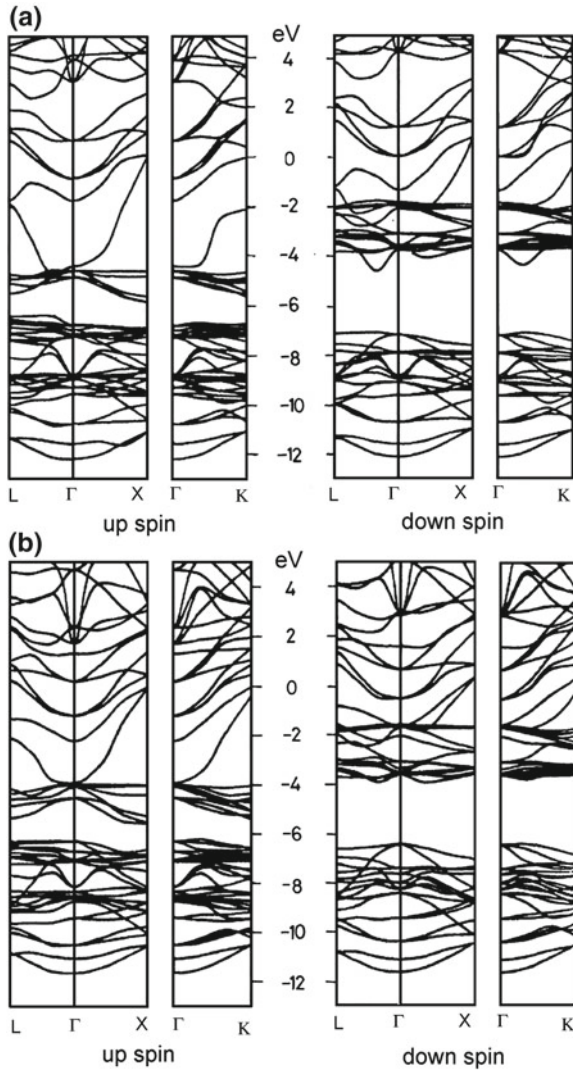 (a)
eV
4
2
0
-2
-4
-6
-8
-10
-12
L Γ X Γ K L Γ X Γ K
up spin down spin
(b)
eV
4
2
0
-2
-4
-6
-8
-10
-12
L Γ X Γ K L Γ X Γ K
up spin down spin